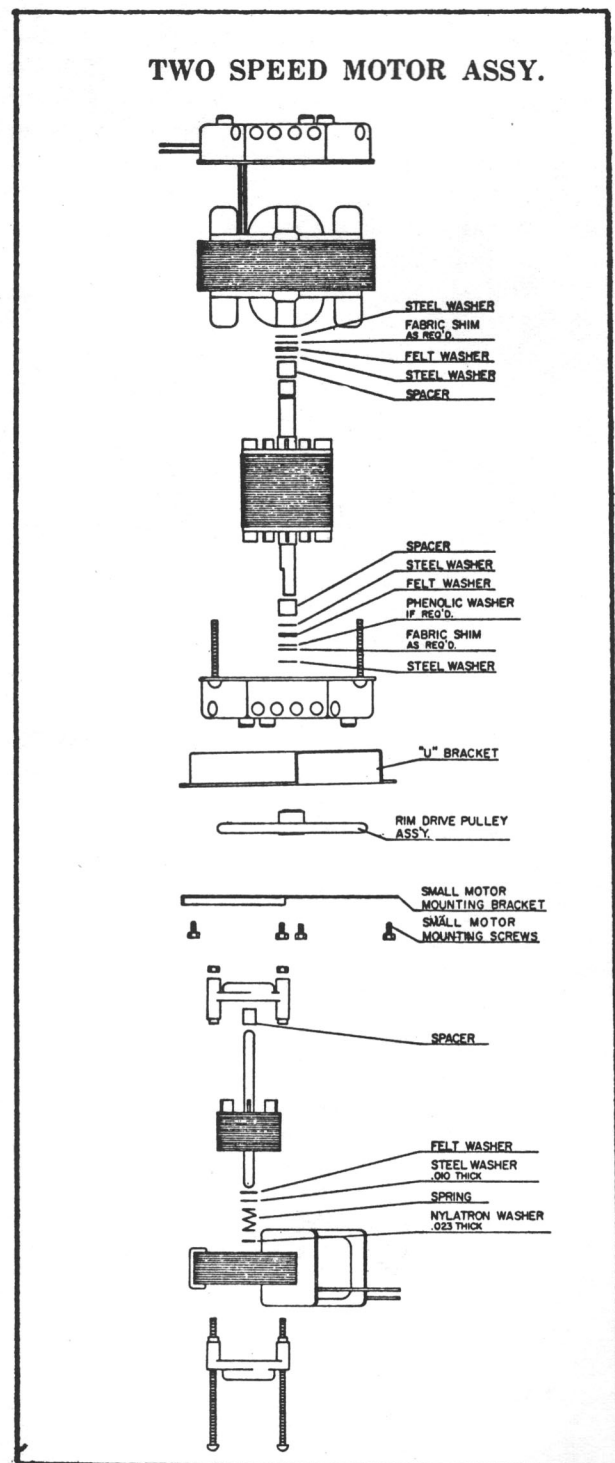 TWO SPEED MOTOR ASSY.
STEEL WASHER
FABRIC SHIM
AS REQ'D.
FELT WASHER
STEEL WASHER
SPACER
SPACER
STEEL WASHER
FELT WASHER
PHENOLIC WASHER
IF REQ'D.
FABRIC SHIM
AS REQ'D.
STEEL WASHER
"U" BRACKET
RIM DRIVE PULLEY
ASS'Y.
SMALL MOTOR
MOUNTING BRACKET
SMALL MOTOR
MOUNTING SCREWS
SPACER
FELT WASHER
STEEL WASHER
.010 THICK
SPRING
NYLATRON WASHER
.023 THICK